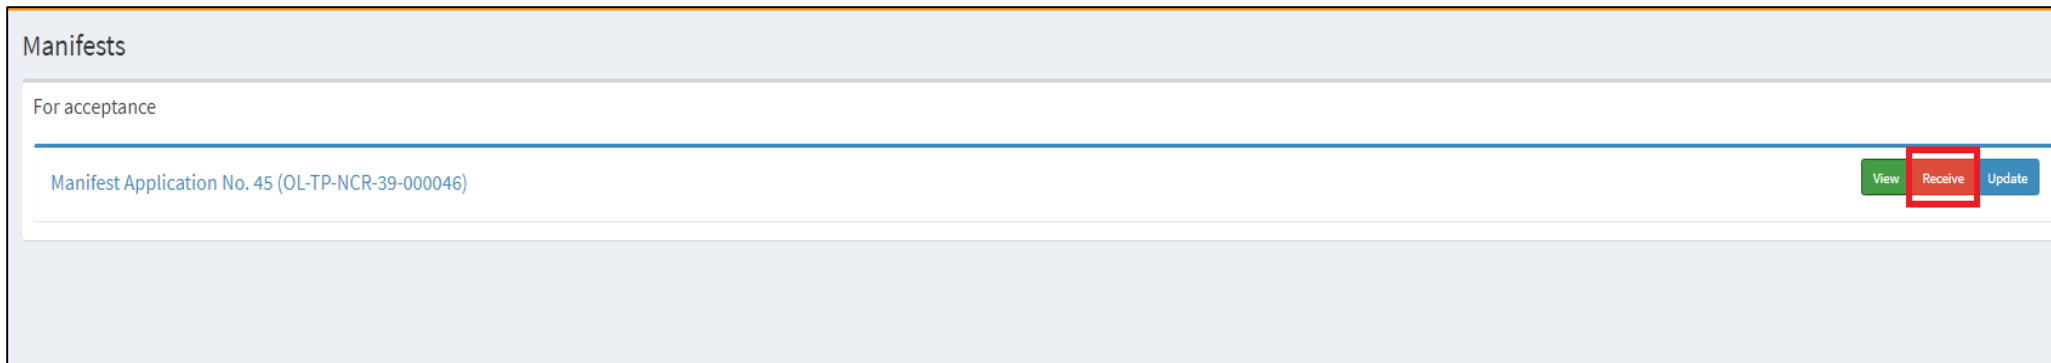 Manifests
For acceptance
Manifest Application No. 45 (OL-TP-NCR-39-000046)
View Receive Update